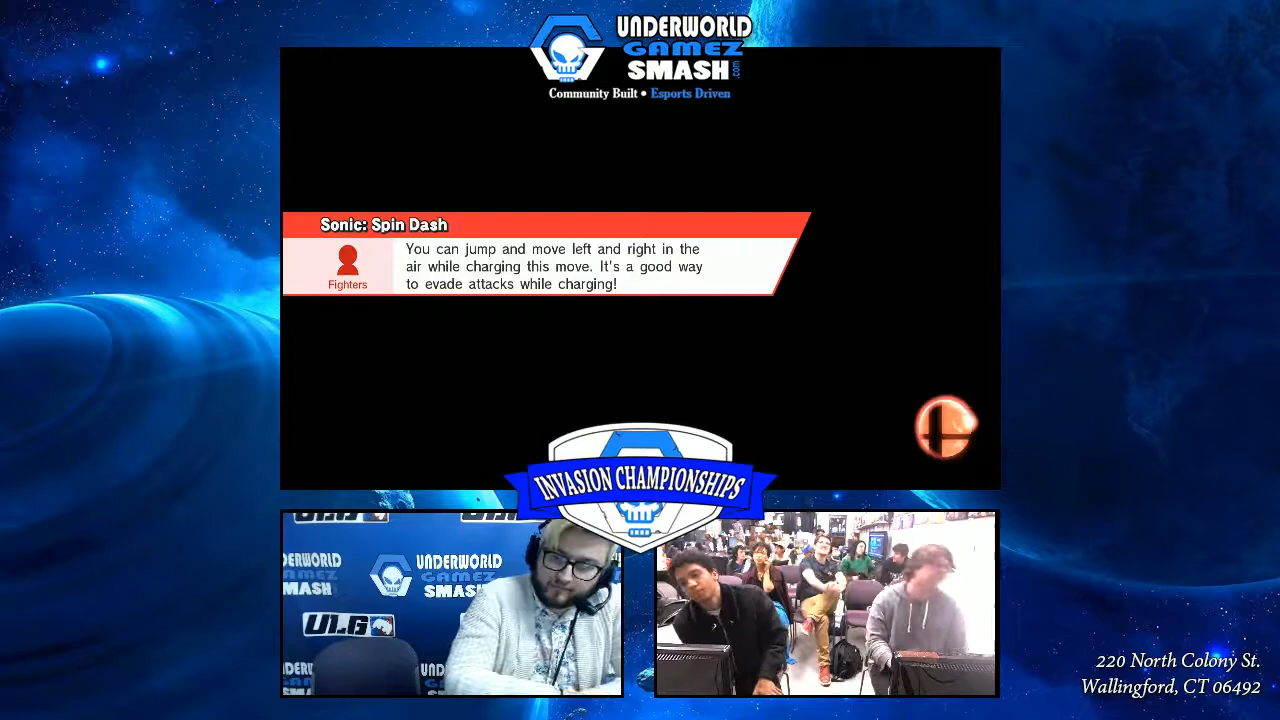 UNDERWORLD
GAMEZ
SMASH.com
Community Built • Esports Driven
Sonic: Spin Dash
You can jump and move left and right in the
air while charging this move. It's a good way
to evade attacks while charging!
Fighters
INVASION CHAMPIONSHIPS
UNDERWORLD
GAMEZ
SMASH
ULG
220 North Colony St.
Wallingford, CT 06492